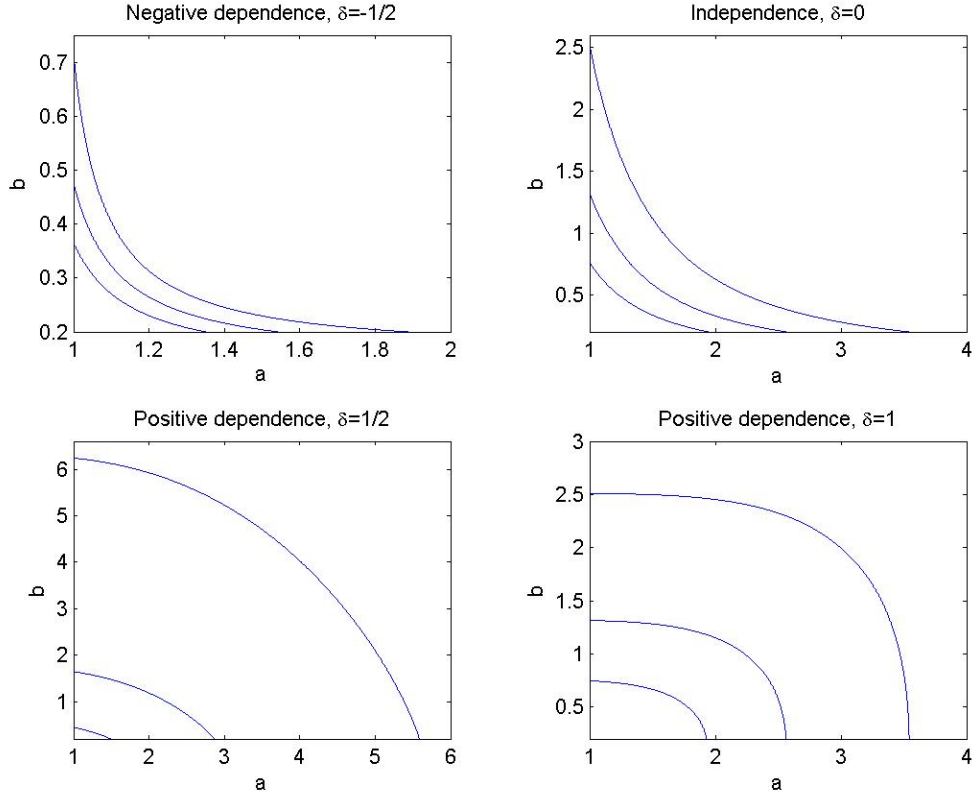 Negative dependence, δ=-1/2
0.7
0.6
0.5
0.4
0.3
0.2
b
1 1.2 1.4 1.6 1.8 2
a
Independence, δ=0
2.5
2
1.5
1
0.5
b
1 2 3 4
a
Positive dependence, δ=1/2
6
5
4
3
2
1
b
1 2 3 4 5 6
a
Positive dependence, δ=1
3
2.5
2
1.5
1
0.5
b
1 2 3 4
a